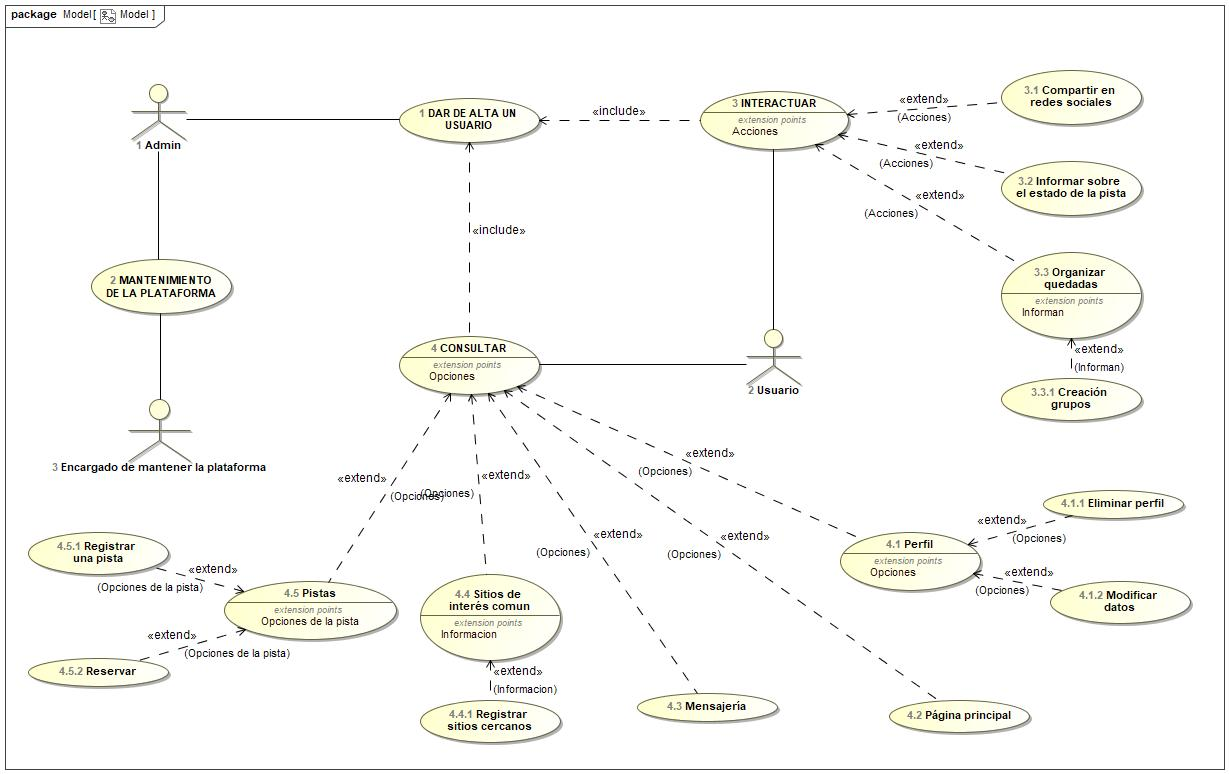 package Model [ Model ]
1 Admin
1 DAR DE ALTA UN
USUARIO
«include»
3 INTERACTUAR
extension points
Acciones
«extend»
(Acciones)
3.1 Compartir en
redes sociales
«extend»
(Acciones)
3.2 Informar sobre
el estado de la pista
«extend»
(Acciones)
«include»
2 MANTENIMIENTO
DE LA PLATAFORMA
3.3 Organizar
quedadas
extension points
Informan
«extend»
(Informan)
3.3.1 Creación
grupos
4 CONSULTAR
extension points
Opciones
2 Usuario
3 Encargado de mantener la plataforma
«extend»
(Opciones)
«extend»
(Opciones)
«extend»
(Opciones)
«extend»
(Opciones)
«extend»
(Opciones)
4.1.1 Eliminar perfil
«extend»
(Opciones)
4.1 Perfil
extension points
Opciones
«extend»
(Opciones)
4.1.2 Modificar
datos
4.5.1 Registrar
una pista
«extend»
(Opciones de la pista)
4.5 Pistas
extension points
Opciones de la pista
«extend»
(Opciones de la pista)
4.5.2 Reservar
4.4 Sitios de
interés comun
extension points
Informacion
«extend»
(Informacion)
4.4.1 Registrar
sitios cercanos
4.3 Mensajería
4.2 Página principal